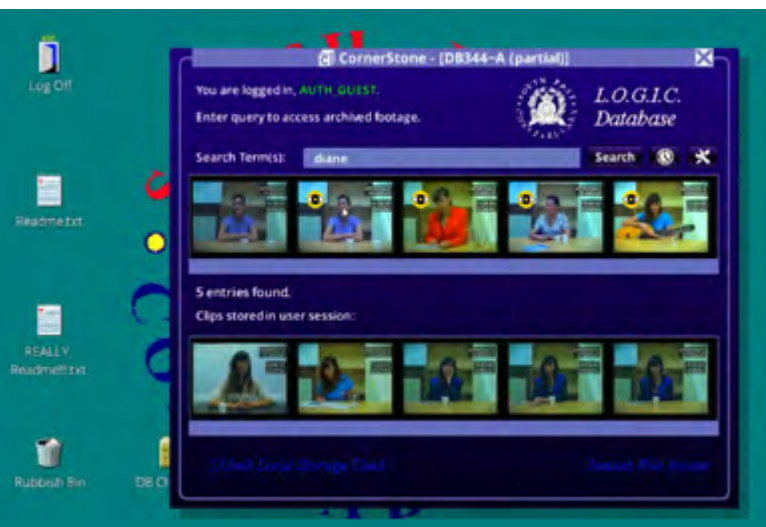 CornerStone - [DB344~A (partial)]
Log Off
You are logged in, AUTH_GUEST.
Enter query to access archived footage.
L.O.G.I.C.
Database
Search Term(s):
diane
Search
Readme.txt
5 entries found.
Clips stored in user session:
REALLY
Readme!!.txt
Rubbish Bin
DB C